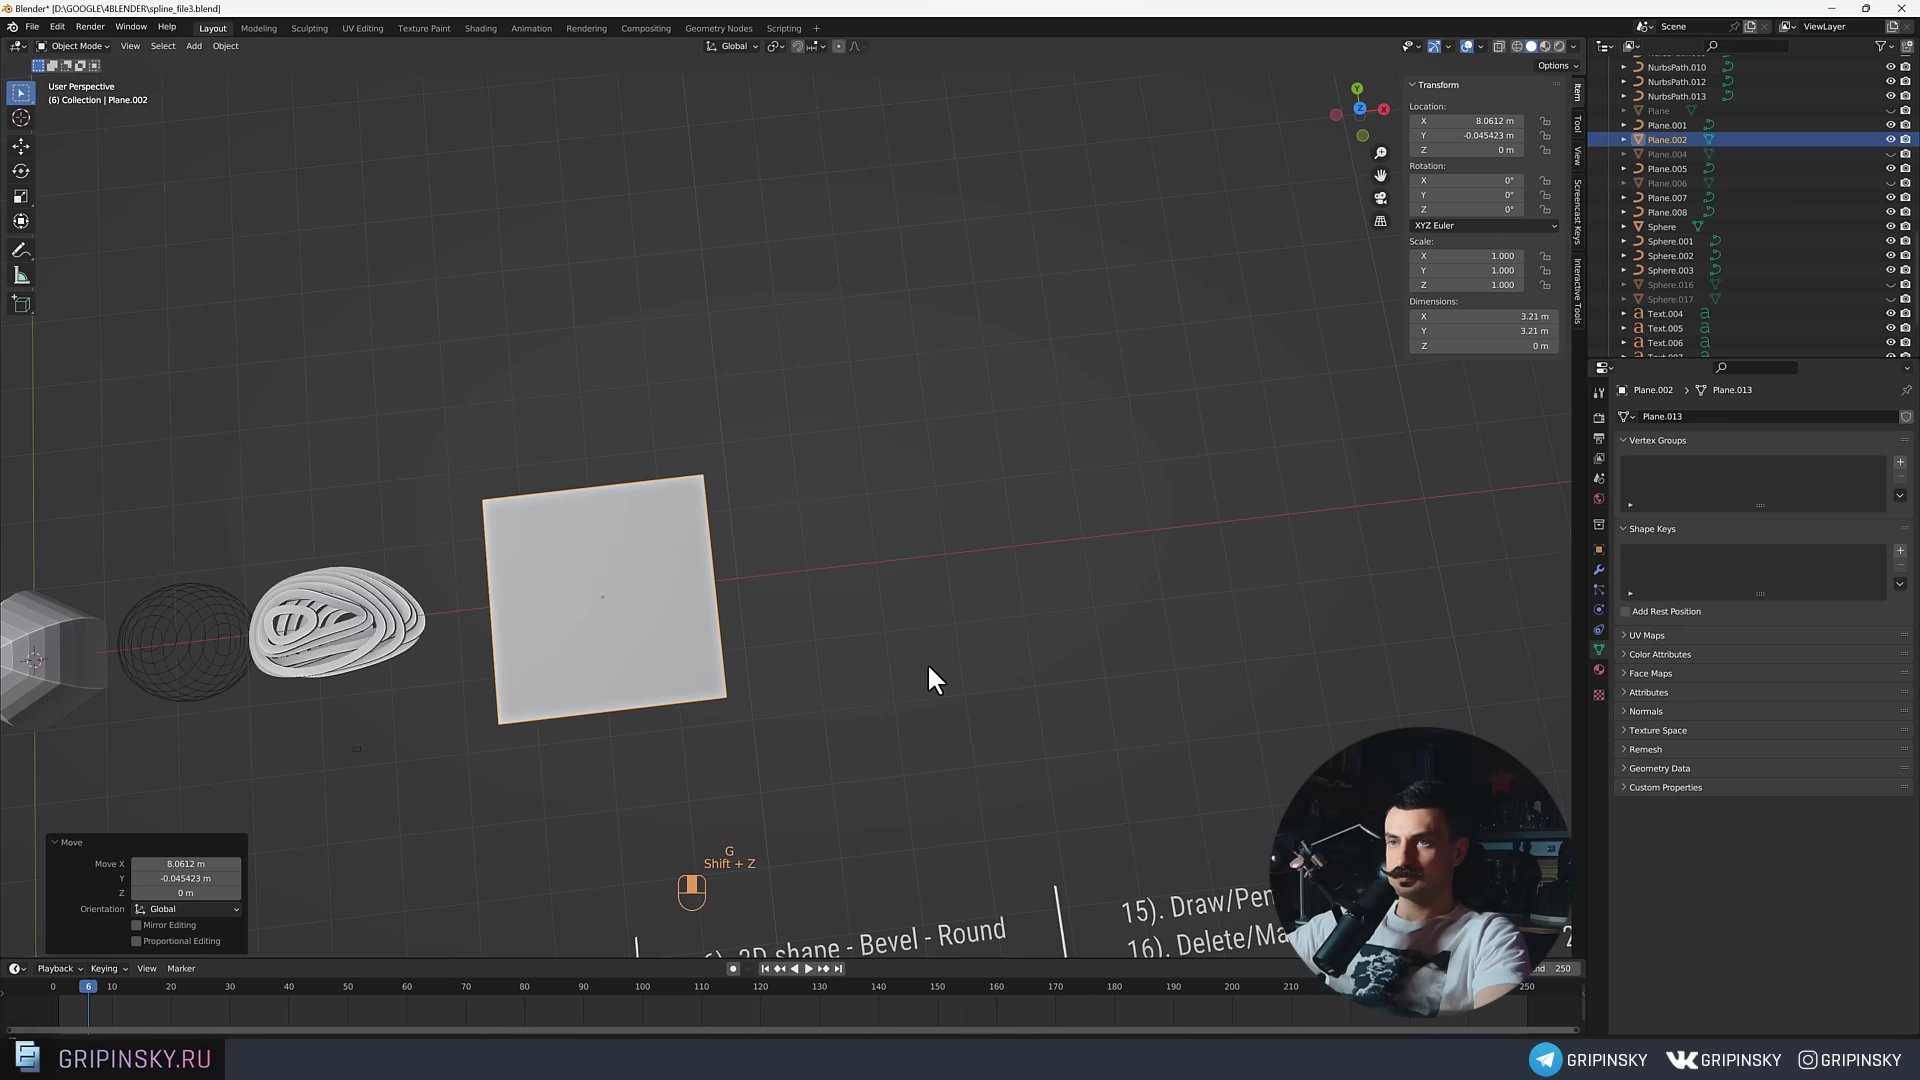 Blender* [D:\GOOGLE\4BLENDER\spline_file3.blend]
File Edit Render Window Help
Layout Modeling Sculpting UV Editing Texture Paint Shading Animation Rendering Compositing Geometry Nodes Scripting +
Scene
ViewLayer
Object Mode View Select Add Object
Global
Options
User Perspective
(6) Collection | Plane.002
Transform
Location:
X 8.0612 m
Y -0.045423 m
Z 0 m
Rotation:
X 0°
Y 0°
Z 0°
XYZ Euler
Scale:
X 1.000
Y 1.000
Z 1.000
Dimensions:
X 3.21 m
Y 3.21 m
Z 0 m
Item
Tool
View
Screencast Keys
Interactive Tools
Y
Z
X
NurbsPath.010
NurbsPath.012
NurbsPath.013
Plane
Plane.001
Plane.002
Plane.004
Plane.005
Plane.006
Plane.007
Plane.008
Sphere
Sphere.001
Sphere.002
Sphere.003
Sphere.016
Sphere.017
Text.004
Text.005
Text.006
Plane.002 > Plane.013
Plane.013
Vertex Groups
Shape Keys
Add Rest Position
UV Maps
Color Attributes
Face Maps
Attributes
Normals
Texture Space
Remesh
Geometry Data
Custom Properties
Move
Move X 8.0612 m
Y -0.045423 m
Z 0 m
Orientation Global
Mirror Editing
Proportional Editing
G
Shift + Z
2D shape - Bevel - Round
15). Draw/Pen
16). Delete/Ma
Playback Keying View Marker
250
0 6 10 20 30 40 50 60 70 80 90 100 110 120 130 140 150 160 170 180 190 200 210 250
GRIPINSKY.RU
GRIPINSKY GRIPINSKY GRIPINSKY